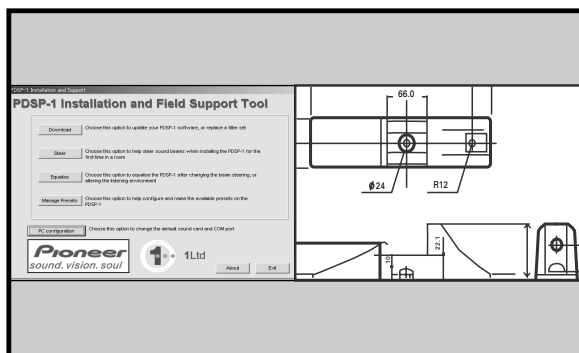 PDSP-1 Installation and Support
PDSP-1 Installation and Field Support Tool
Download
Choose this option to update your PDSP-1 software, or replace a filter set
Steer
Choose this option to help steer sound beams when installing the PDSP-1 for the
first time in a room
Equalise
Choose this option to equalize the PDSP-1 after changing the beam steering, or
altering the listening environment
Manage Presets
Choose this option to help configure and name the available presets on the
PDSP-1
PC configuration
Choose this option to change the default sound card and COM port
Pioneer
sound. vision. soul
1
1Ltd
About
Exit
66.0
ø24
R12
22.1
10